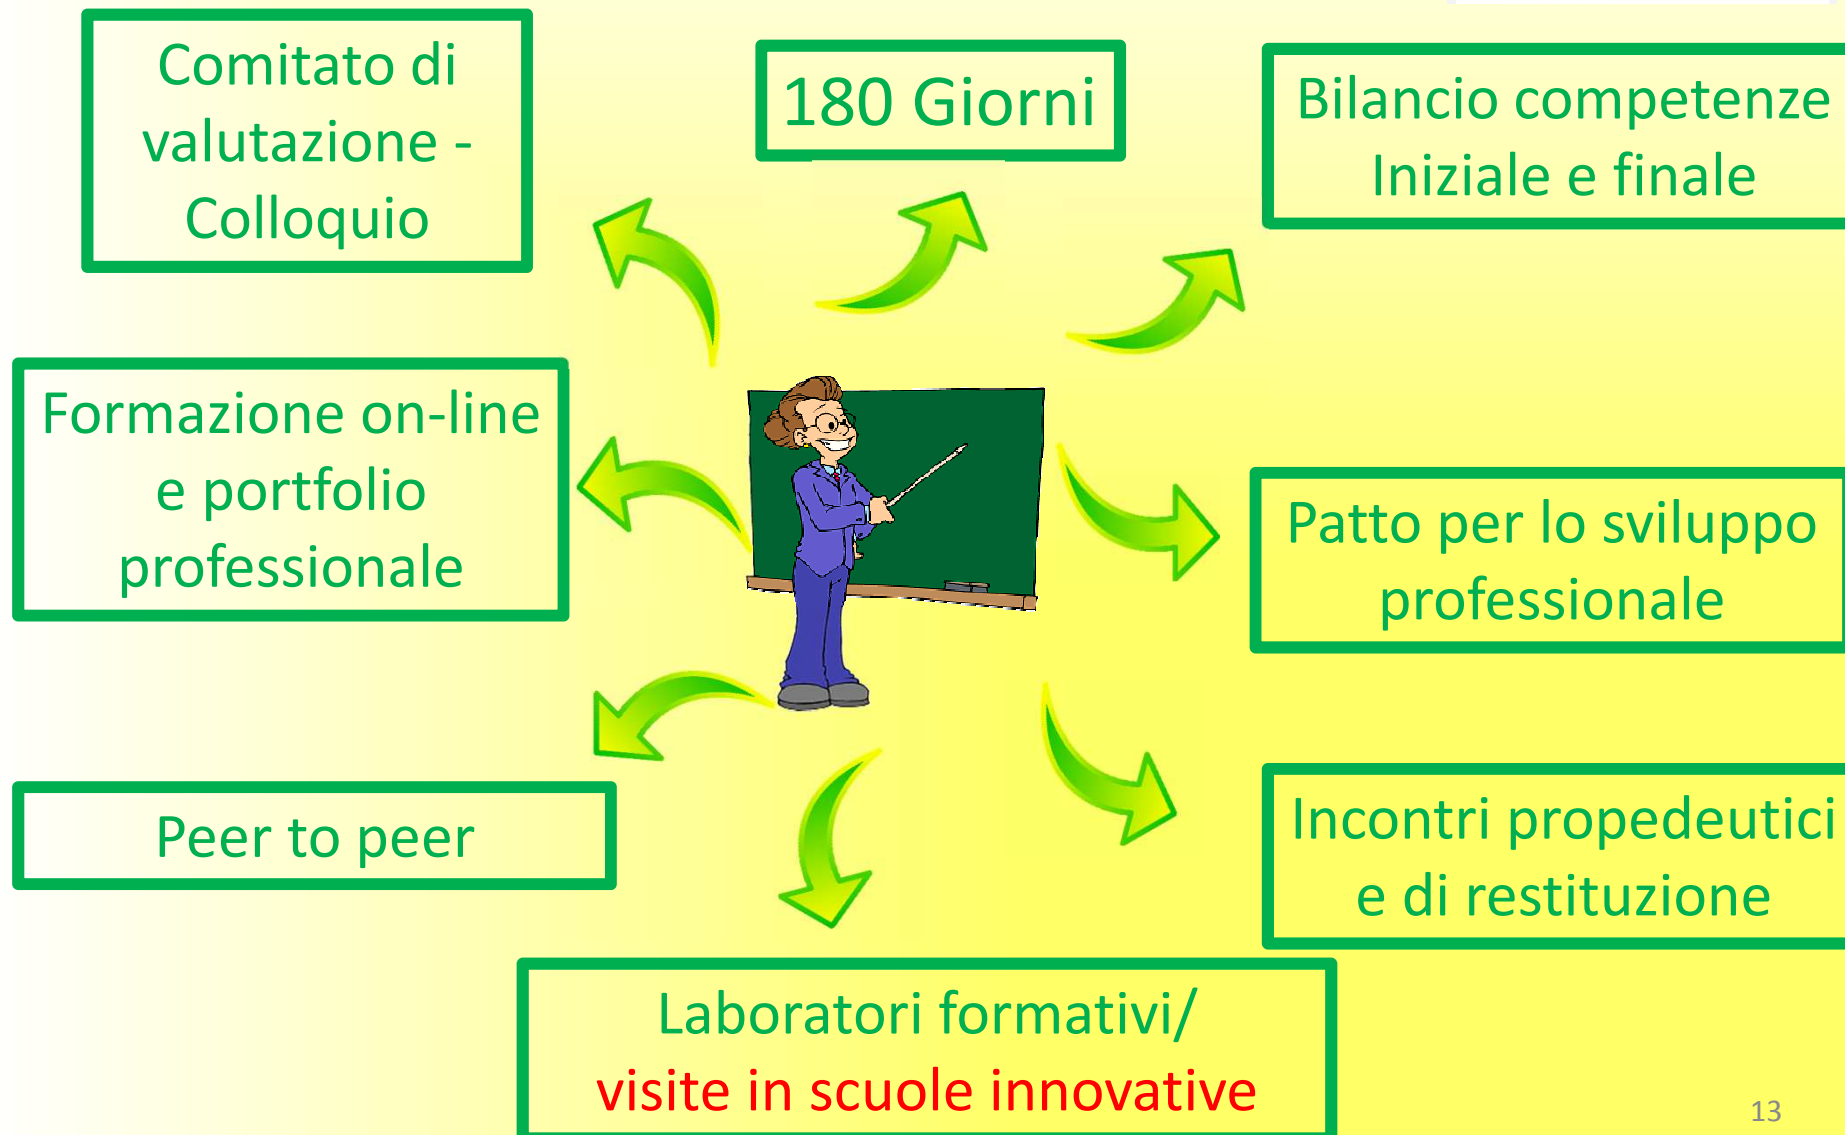 Comitato di
valutazione -
Colloquio
180 Giorni
Bilancio competenze
Iniziale e finale
Formazione on-line
e portfolio
professionale
Patto per lo sviluppo
professionale
Peer to peer
Incontri propedeutici
e di restituzione
Laboratori formativi/
visite in scuole innovative
13